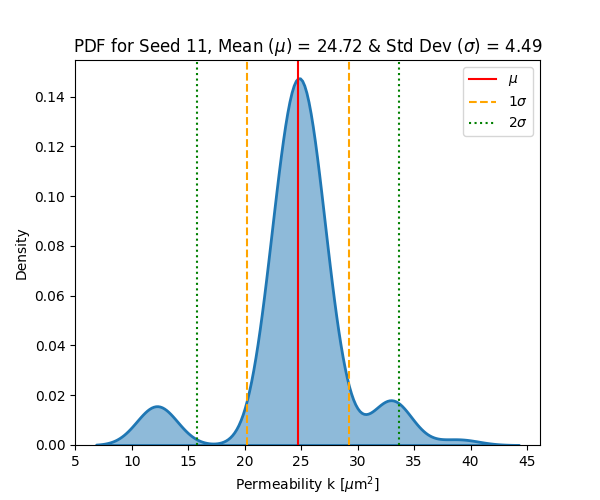 PDF for Seed 11, Mean (μ) = 24.72 & Std Dev (σ) = 4.49
μ
1σ
2σ
0.14
0.12
0.10
0.08
0.06
0.04
0.02
0.00
Density
5 10 15 20 25 30 35 40 45
Permeability k [μm²]